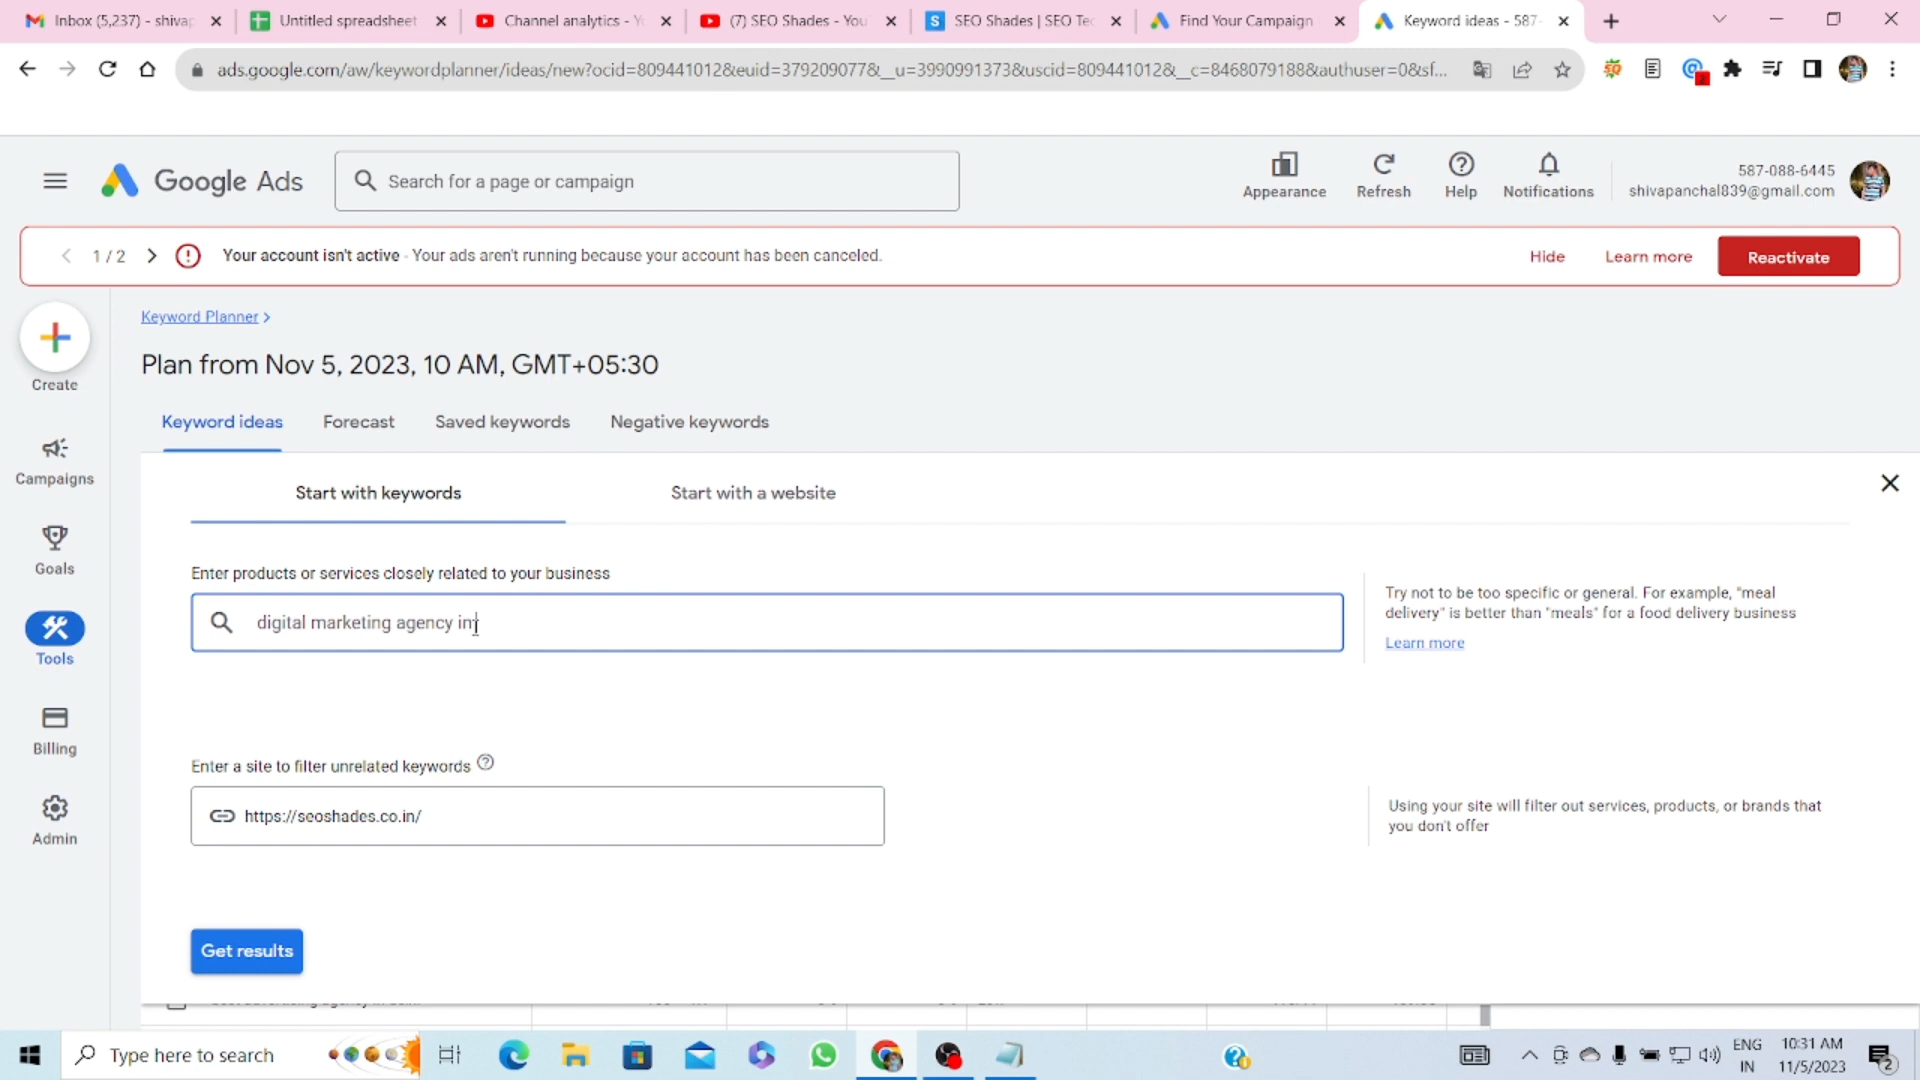 Inbox (5,237) - shivap
Untitled spreadsheet
Channel analytics - Y
(7) SEO Shades - You
SEO Shades | SEO Tec
Find Your Campaign
Keyword ideas - 587-
ads.google.com/aw/keywordplanner/ideas/new?ocid=809441012&euid=379209077&__u=3990991373&uscid=809441012&__c=8468079188&authuser=0&sf...
Google Ads
Search for a page or campaign
Appearance
Refresh
Help
Notifications
587-088-6445
shivapanchal839@gmail.com
1 / 2
Your account isn't active - Your ads aren't running because your account has been canceled.
Hide
Learn more
Reactivate
Create
Campaigns
Goals
Tools
Billing
Admin
Keyword Planner >
Plan from Nov 5, 2023, 10 AM, GMT+05:30
Keyword ideas
Forecast
Saved keywords
Negative keywords
Start with keywords
Start with a website
Enter products or services closely related to your business
digital marketing agency in
Try not to be too specific or general. For example, "meal
delivery" is better than "meals" for a food delivery business
Learn more
Enter a site to filter unrelated keywords
https://seoshades.co.in/
Using your site will filter out services, products, or brands that
you don't offer
Get results
Type here to search
ENG
IN
10:31 AM
11/5/2023
2